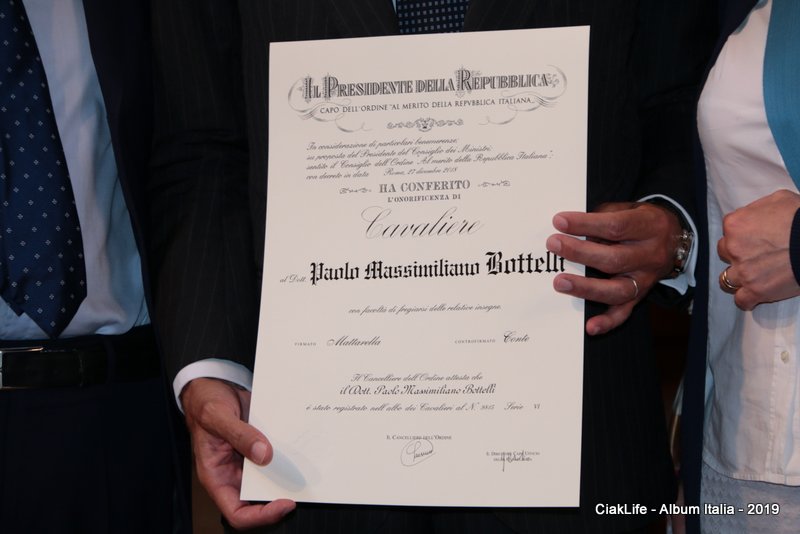 IL PRESIDENTE DELLA REPUBBLICA
CAPO DELL'ORDINE "AL MERITO DELLA REPVBBLICA ITALIANA"
In considerazione di particolari benemerenze;
su proposta del Presidente del Consiglio dei Ministri;
sentito il Consiglio dell'Ordine "Al merito della Repubblica Italiana";
con decreto in data Roma, 27 dicembre 2018
HA CONFERITO
L'ONORIFICENZA DI
Cavaliere
al Dott. Paolo Massimiliano Bottelli
con facoltà di fregiarsi delle relative insegne.
FIRMATO Mattarella CONTROFIRMATO Conte
Il Cancelliere dell'Ordine attesta che
il Dott. Paolo Massimiliano Bottelli
è stato registrato nell'albo dei Cavalieri al N. 9815 Serie VI
IL CANCELLIERE DELL'ORDINE
CiakLife - Album Italia - 2019